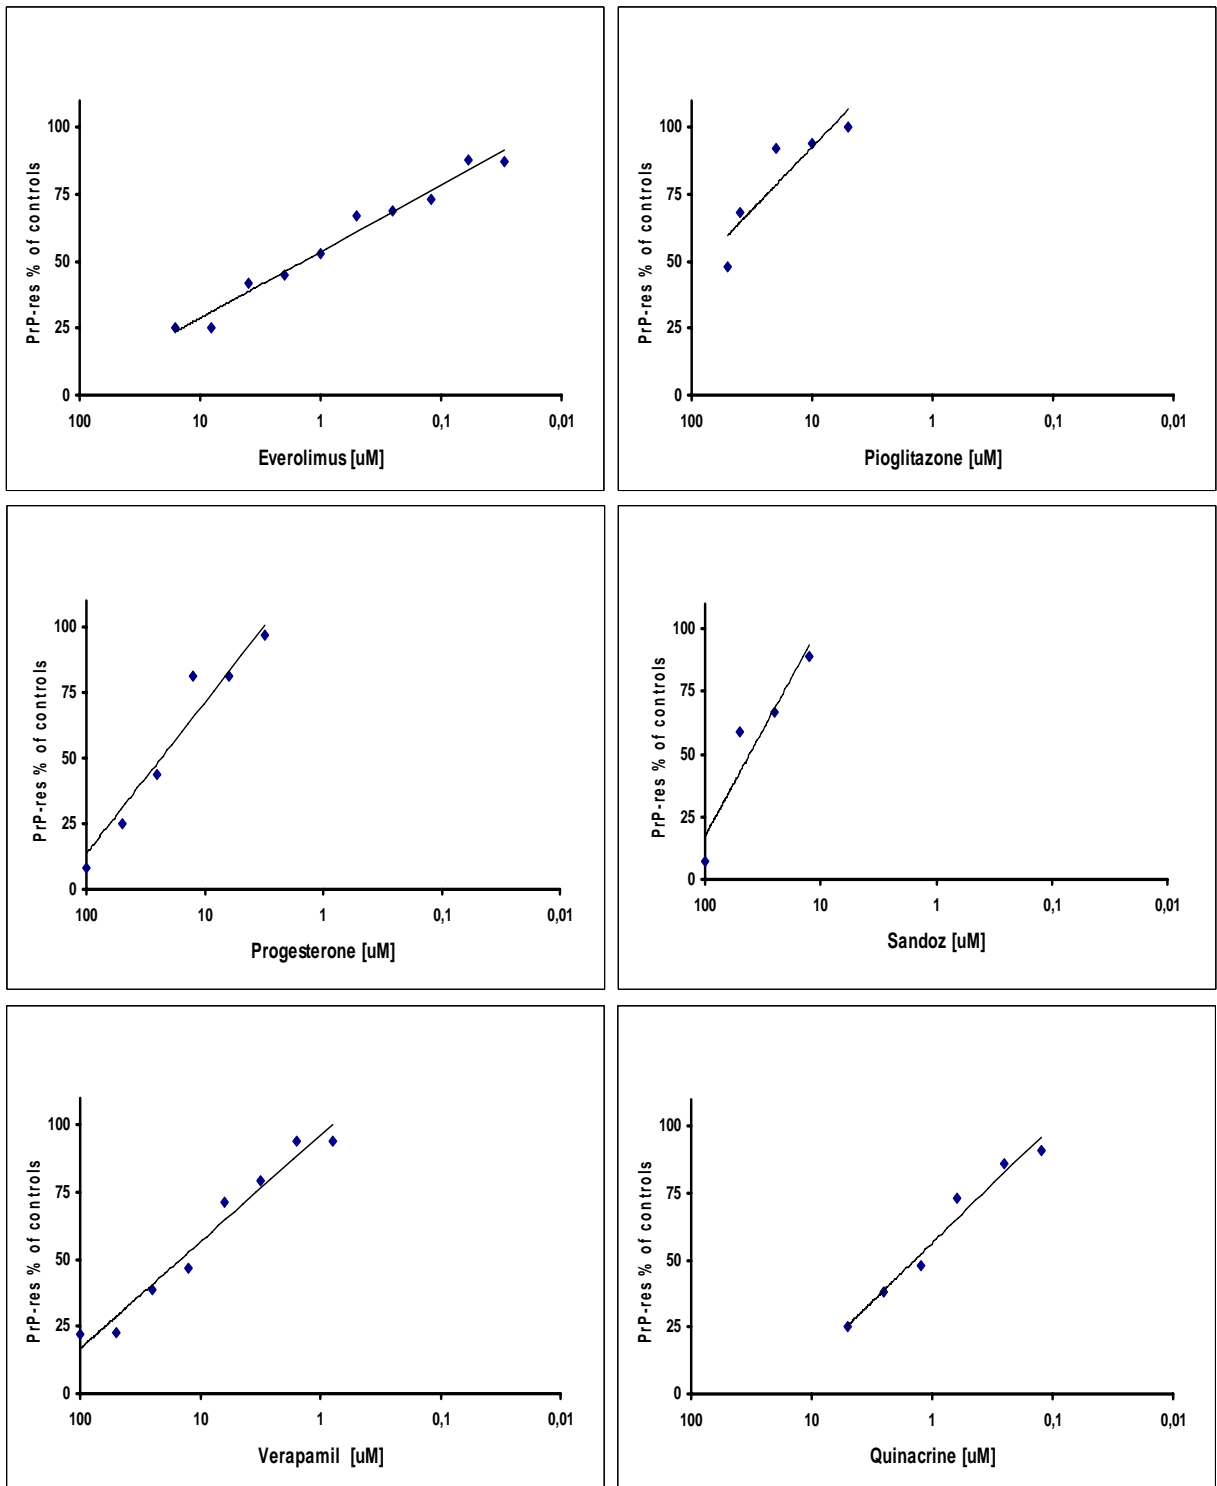 PrP-res % of controls
100
75
50
25
0
100 10 1 0,1 0,01
Everolimus [uM]
PrP-res % of controls
100
75
50
25
0
100 10 1 0,1 0,01
Pioglitazone [uM]
PrP-res % of controls
100
75
50
25
0
100 10 1 0,1 0,01
Progesterone [uM]
PrP-res % of controls
100
75
50
25
0
100 10 1 0,1 0,01
Sandoz [uM]
PrP-res % of controls
100
75
50
25
0
100 10 1 0,1 0,01
Verapamil [uM]
PrP-res % of controls
100
75
50
25
0
100 10 1 0,1 0,01
Quinacrine [uM]